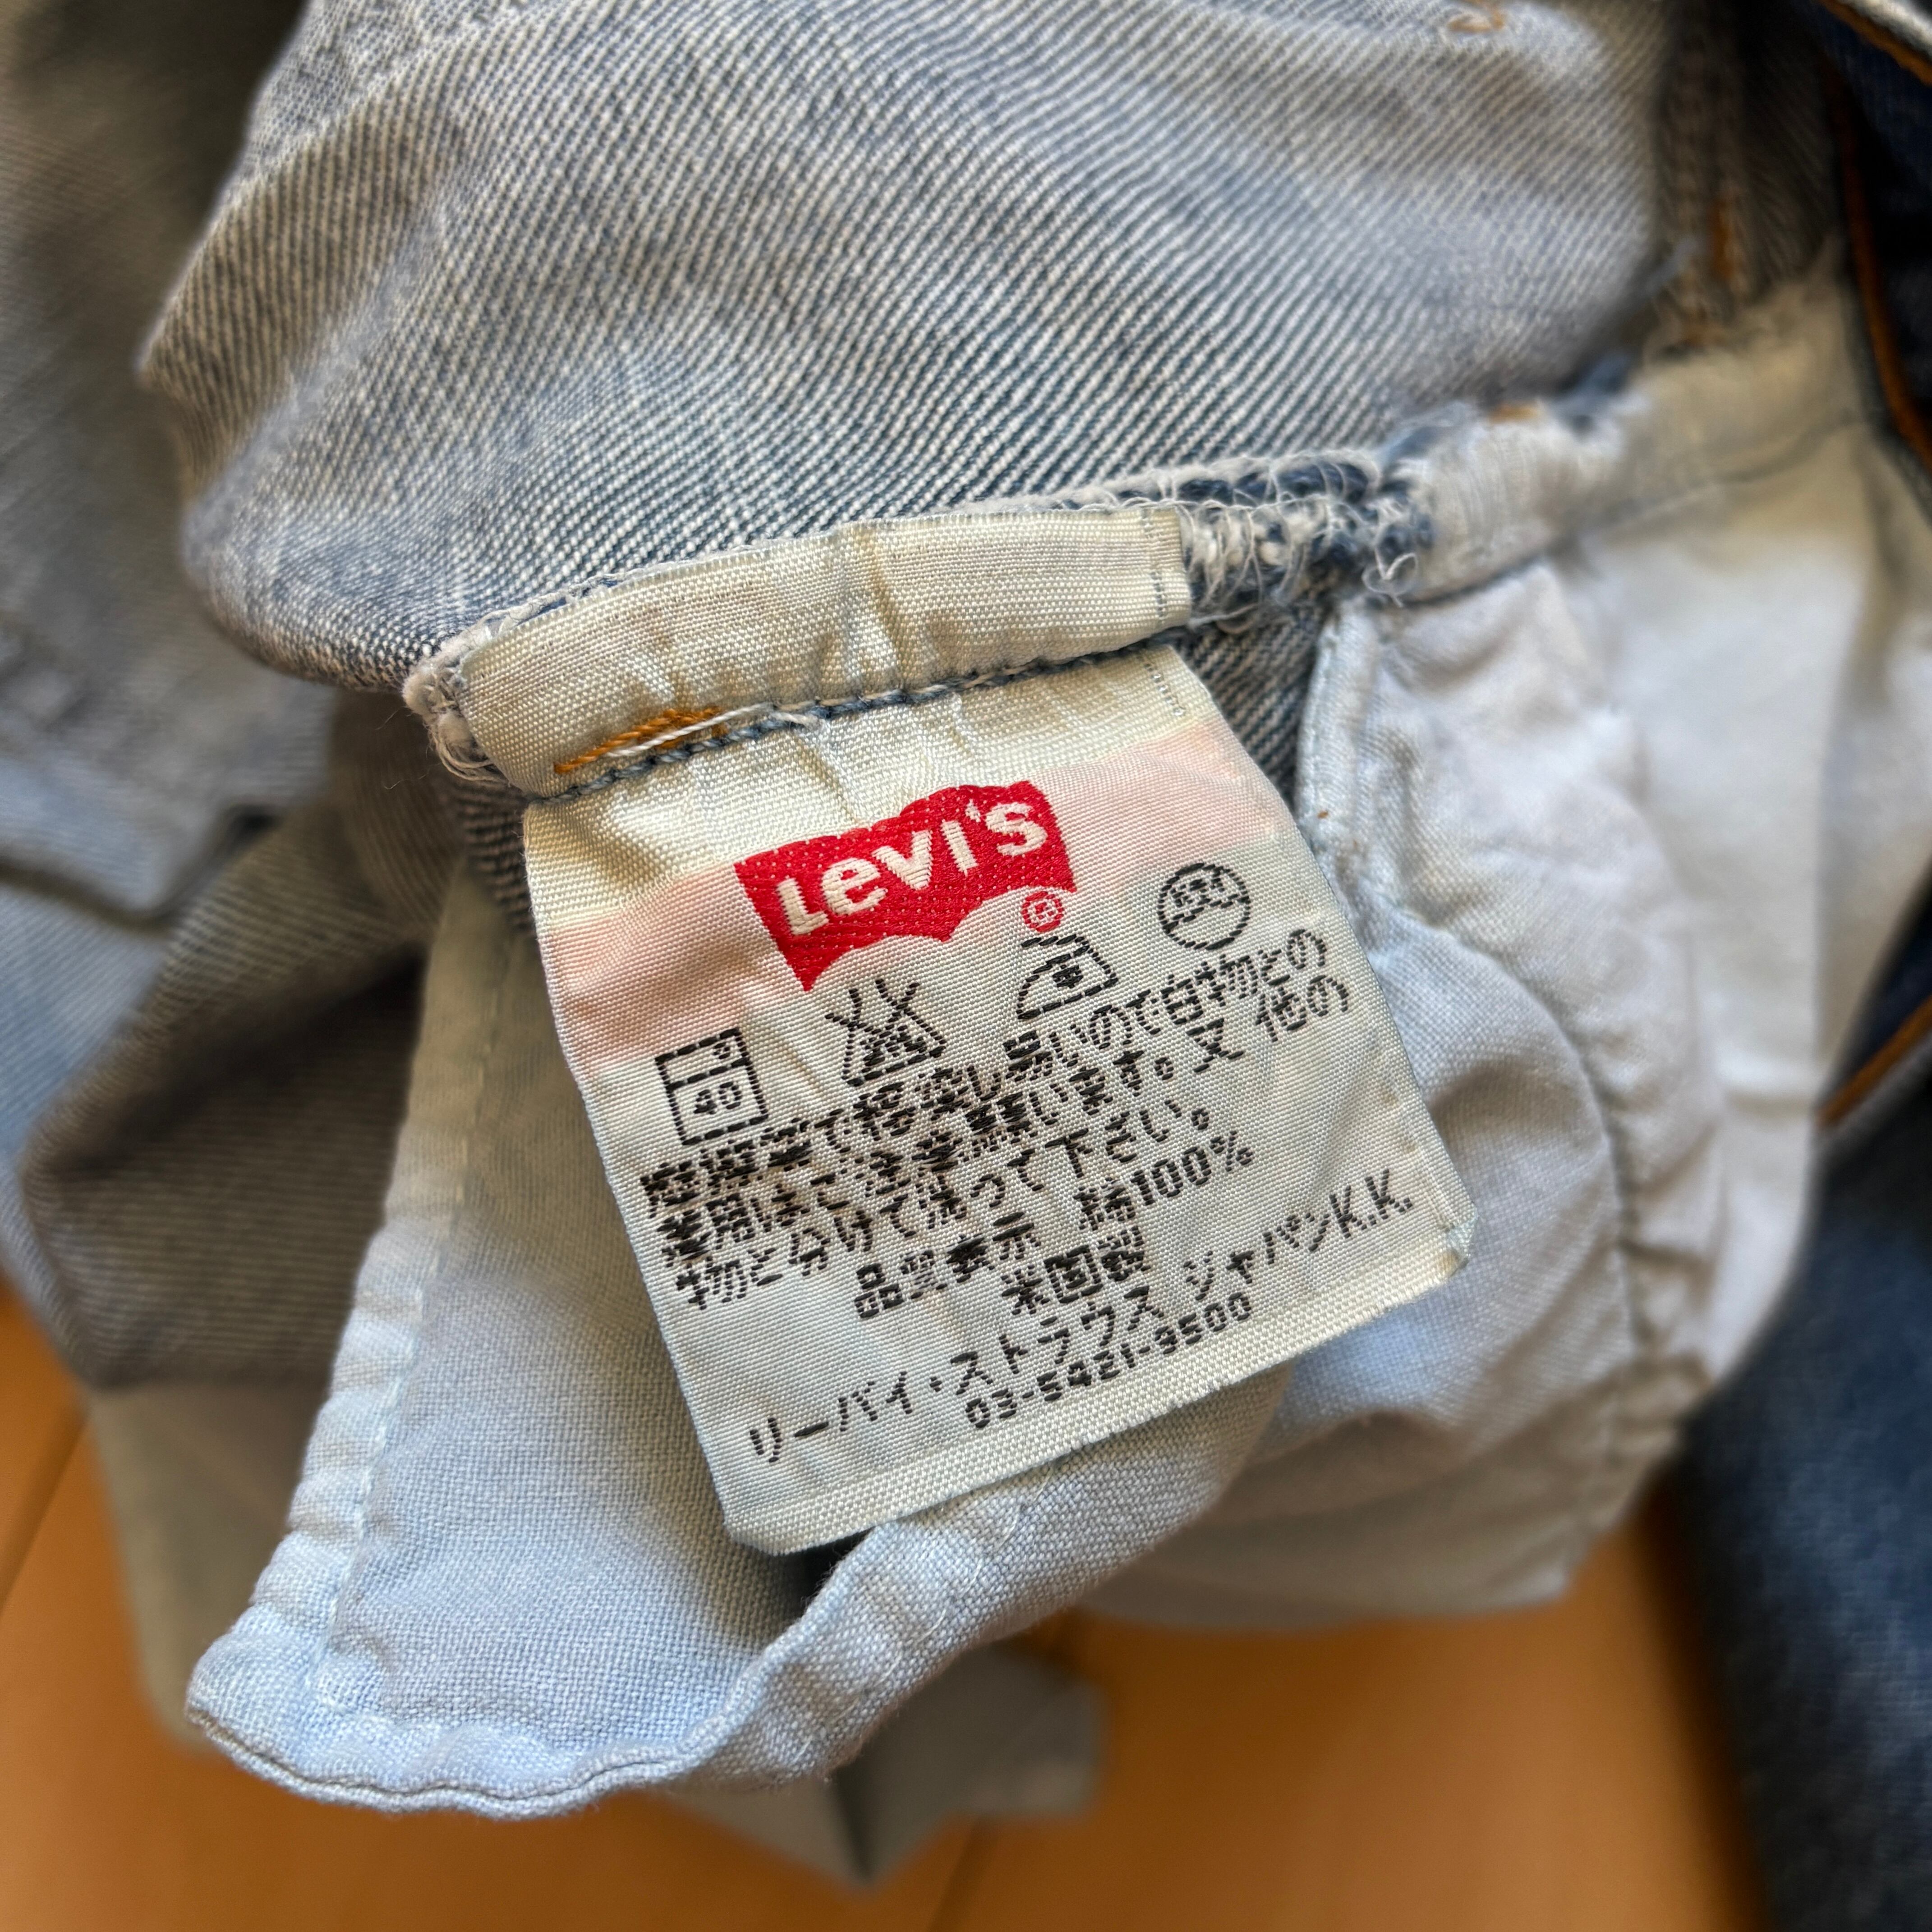 Levi's
®
40
摩擦等で移染し易いので白物との
着用はご注意願います。又 他の
物と分けて洗って下さい。
品質表示 綿100%
米国製
リーバイ・ストラウス ジャパンK.K.
03-5421-9500